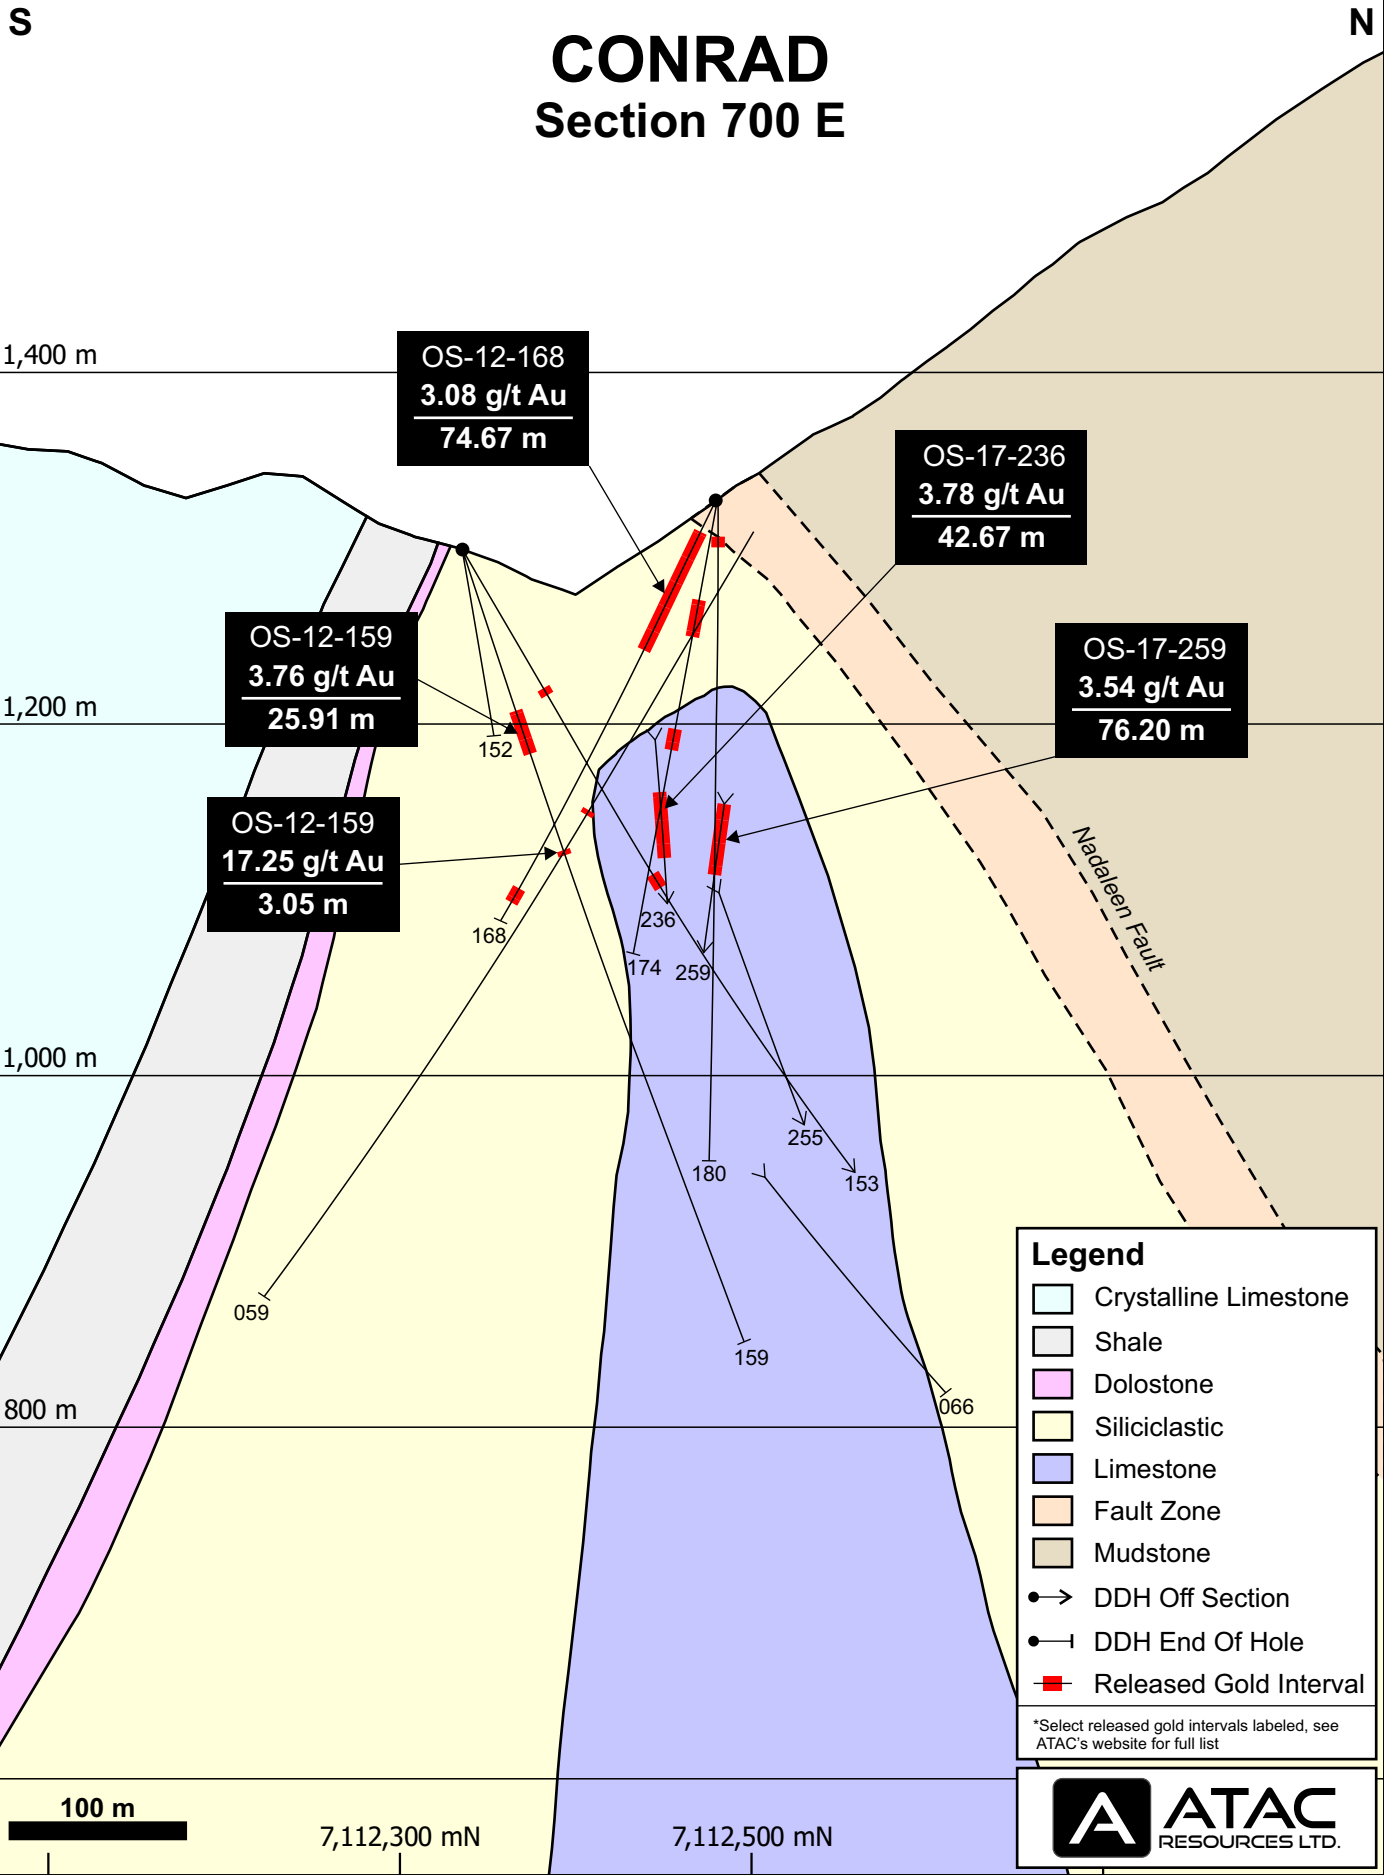 S
N
CONRAD
Section 700 E
1,400 m
OS-12-168
3.08 g/t Au
74.67 m
OS-17-236
3.78 g/t Au
42.67 m
OS-12-159
3.76 g/t Au
25.91 m
OS-17-259
3.54 g/t Au
76.20 m
1,200 m
152
OS-12-159
17.25 g/t Au
3.05 m
Nadaleen Fault
236
168
174
259
1,000 m
255
180
153
059
159
066
800 m
Legend
Crystalline Limestone
Shale
Dolostone
Siliciclastic
Limestone
Fault Zone
Mudstone
DDH Off Section
DDH End Of Hole
Released Gold Interval
*Select released gold intervals labeled, see
ATAC's website for full list
100 m
7,112,300 mN
7,112,500 mN
A ATAC
RESOURCES LTD.